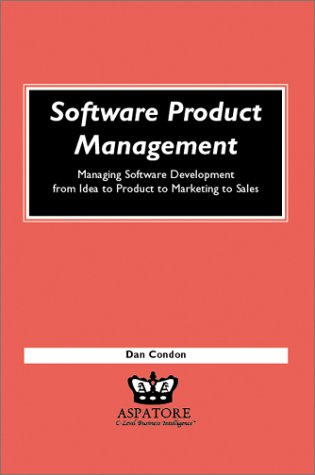 Software Product
Management
Managing Software Development
from Idea to Product to Marketing to Sales
Dan Condon
ASPATORE
C-Level Business Intelligence™